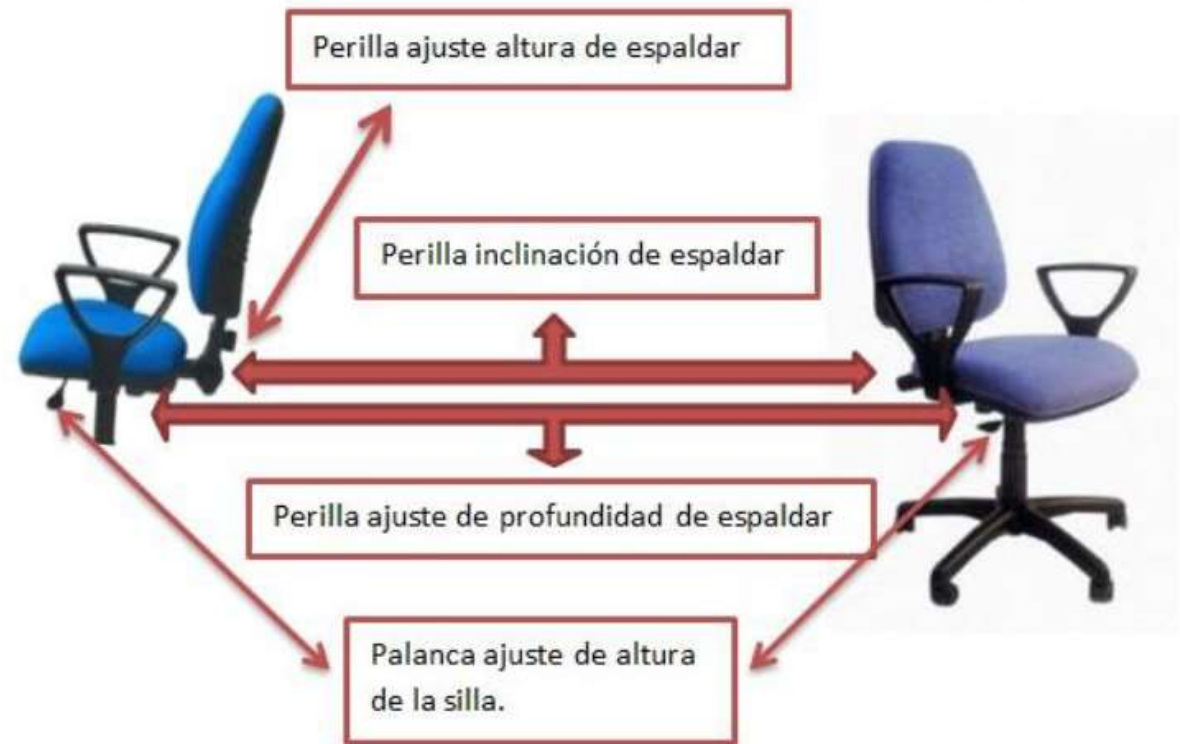 Perilla ajuste altura de espaldar
Perilla inclinación de espaldar
Perilla ajuste de profundidad de espaldar
Palanca ajuste de altura
de la silla.